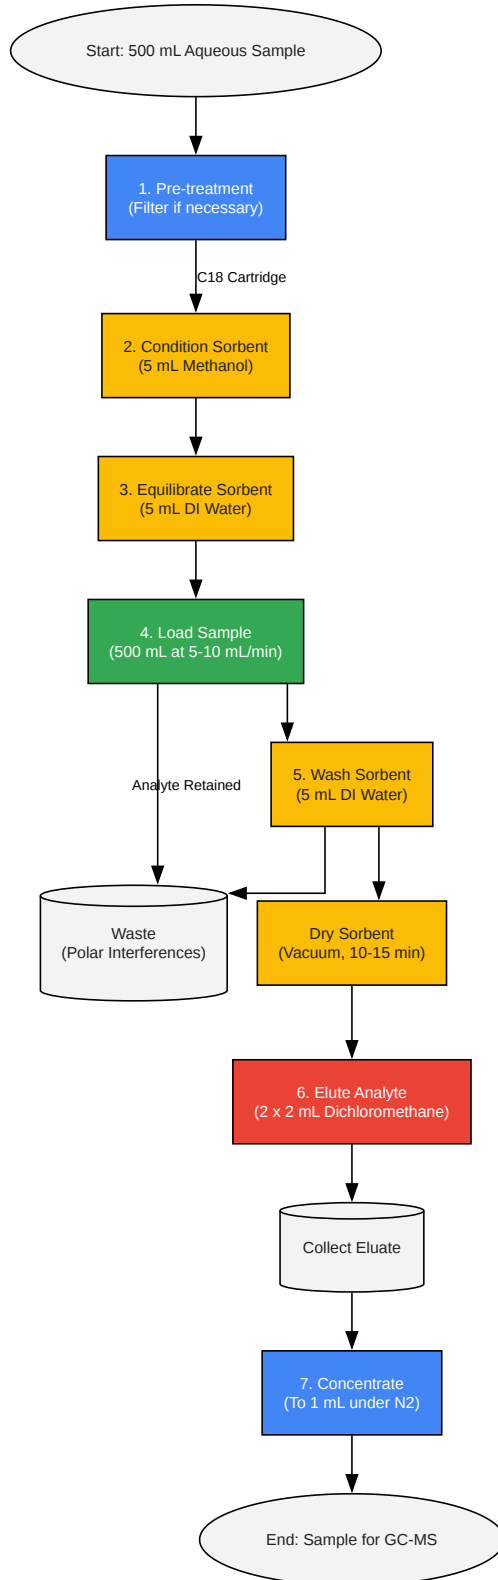 Start: 500 mL Aqueous Sample
1. Pre-treatment
(Filter if necessary)
C18 Cartridge
2. Condition Sorbent
(5 mL Methanol)
3. Equilibrate Sorbent
(5 mL DI Water)
4. Load Sample
(500 mL at 5-10 mL/min)
5. Wash Sorbent
(5 mL DI Water)
Analyte Retained
Waste
(Polar Interferences)
Dry Sorbent
(Vacuum, 10-15 min)
6. Elute Analyte
(2 x 2 mL Dichloromethane)
Collect Eluate
7. Concentrate
(To 1 mL under N2)
End: Sample for GC-MS